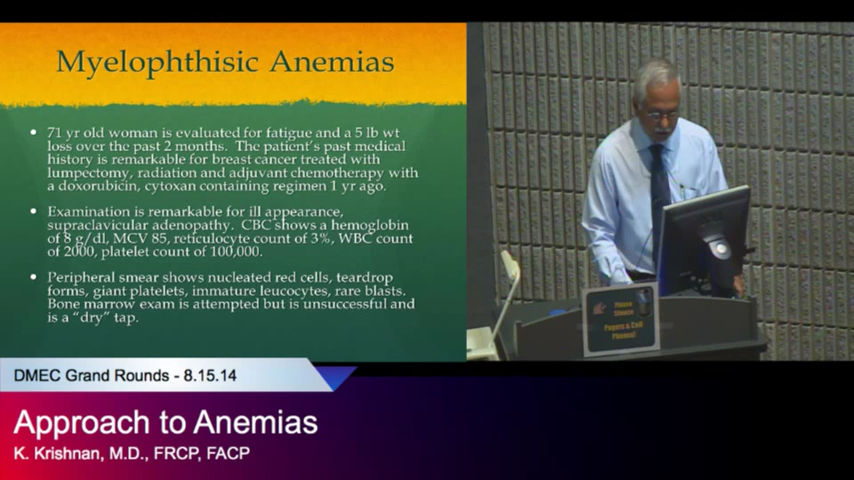 Myelophthisic Anemias
• 71 yr old woman is evaluated for fatigue and a 5 lb wt
loss over the past 2 months. The patient's past medical
history is remarkable for breast cancer treated with
lumpectomy, radiation and adjuvant chemotherapy with
a doxorubicin, cytoxan containing regimen 1 yr ago.
• Examination is remarkable for ill appearance,
supraclavicular adenopathy. CBC shows a hemoglobin
of 8 g/dl, MCV 85, reticulocyte count of 3%, WBC count
of 2000, platelet count of 100,000.
• Peripheral smear shows nucleated red cells, teardrop
forms, giant platelets, immature leucocytes, rare blasts.
Bone marrow exam is attempted but is unsuccessful and
is a "dry" tap.
Please
Silence
Pagers & Cell
Phones!
DMEC Grand Rounds - 8.15.14
Approach to Anemias
K. Krishnan, M.D., FRCP, FACP